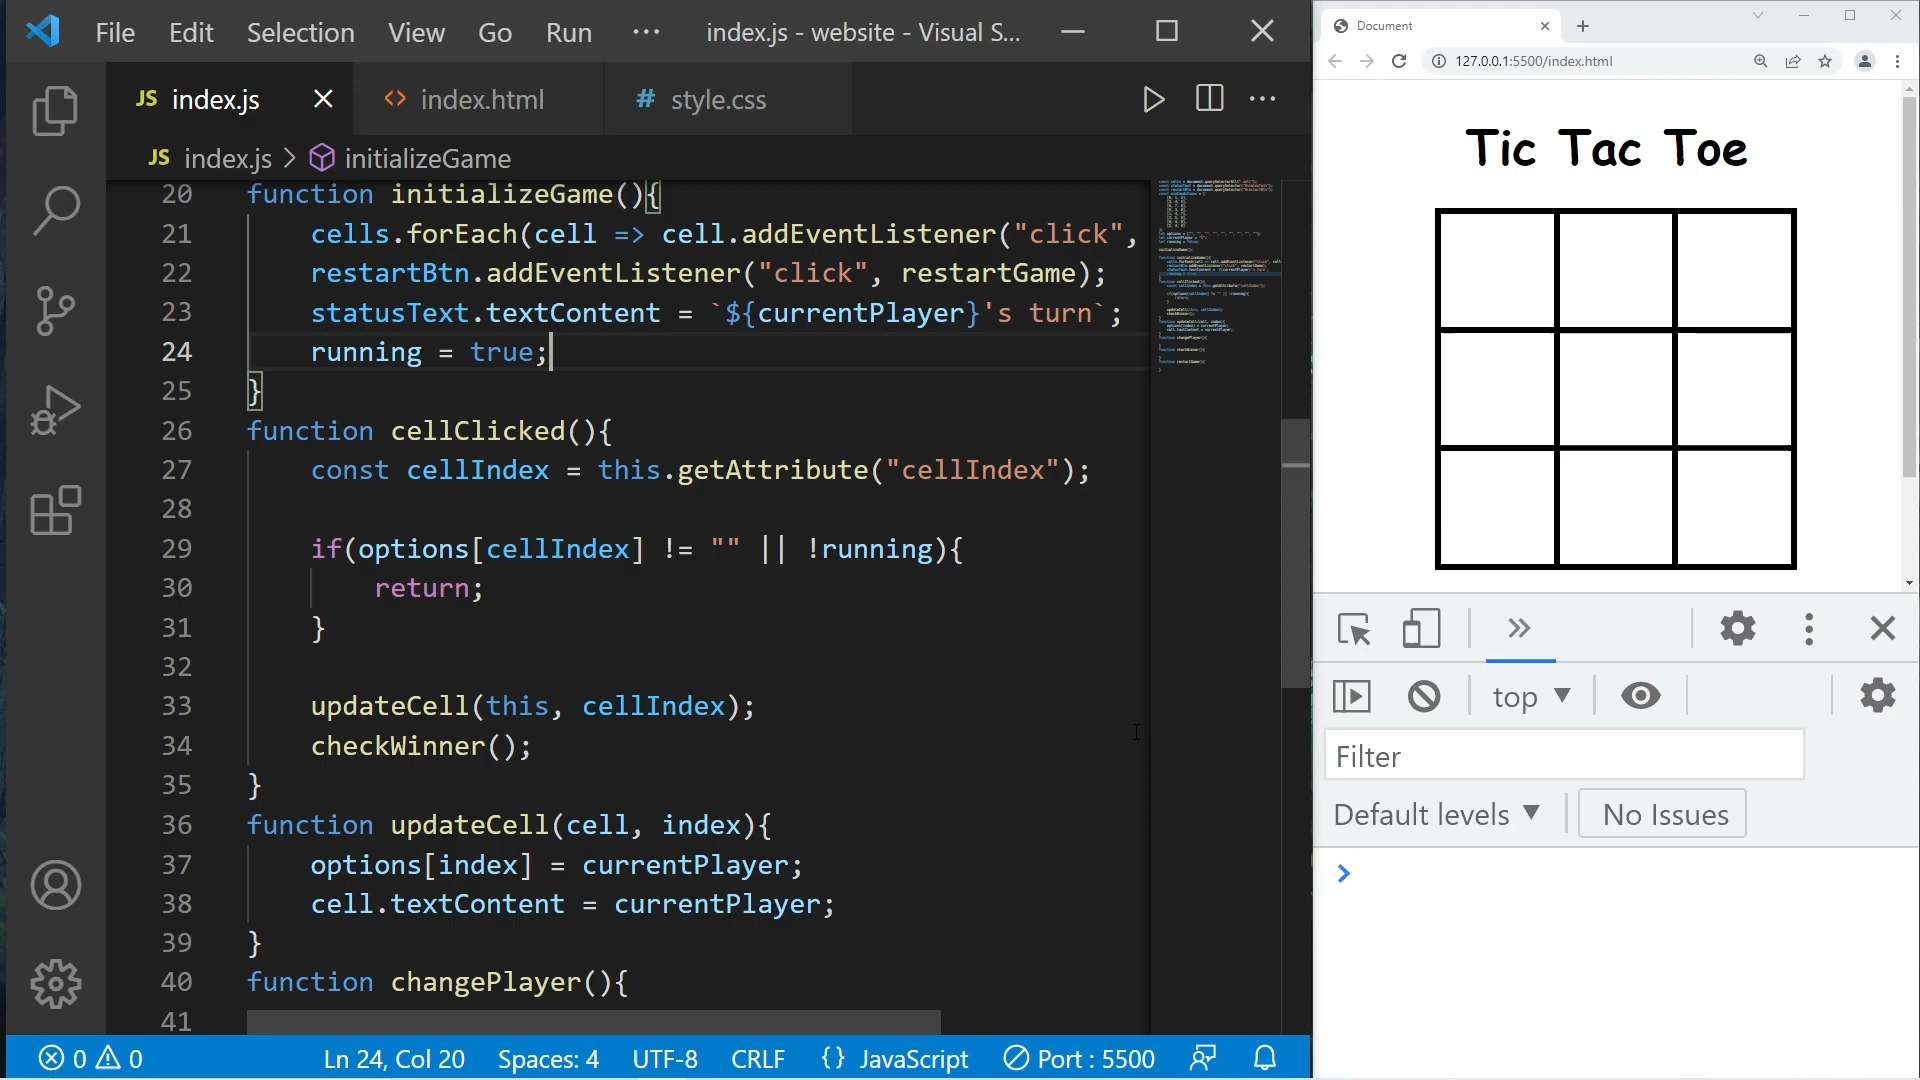 File Edit Selection View Go Run ··· index.js - website - Visual S...
JS index.js index.html # style.css
JS index.js > initializeGame
20 function initializeGame(){
21 cells.forEach(cell => cell.addEventListener("click",
22 restartBtn.addEventListener("click", restartGame);
23 statusText.textContent = `${currentPlayer}'s turn`;
24 running = true;
25 }
26 function cellClicked(){
27 const cellIndex = this.getAttribute("cellIndex");
28
29 if(options[cellIndex] != "" || !running){
30 return;
31 }
32
33 updateCell(this, cellIndex);
34 checkWinner();
35 }
36 function updateCell(cell, index){
37 options[index] = currentPlayer;
38 cell.textContent = currentPlayer;
39 }
40 function changePlayer(){
41
0 0 Ln 24, Col 20 Spaces: 4 UTF-8 CRLF {} JavaScript Port : 5500
Document
127.0.0.1:5500/index.html
Tic Tac Toe
top
Filter
Default levels No Issues